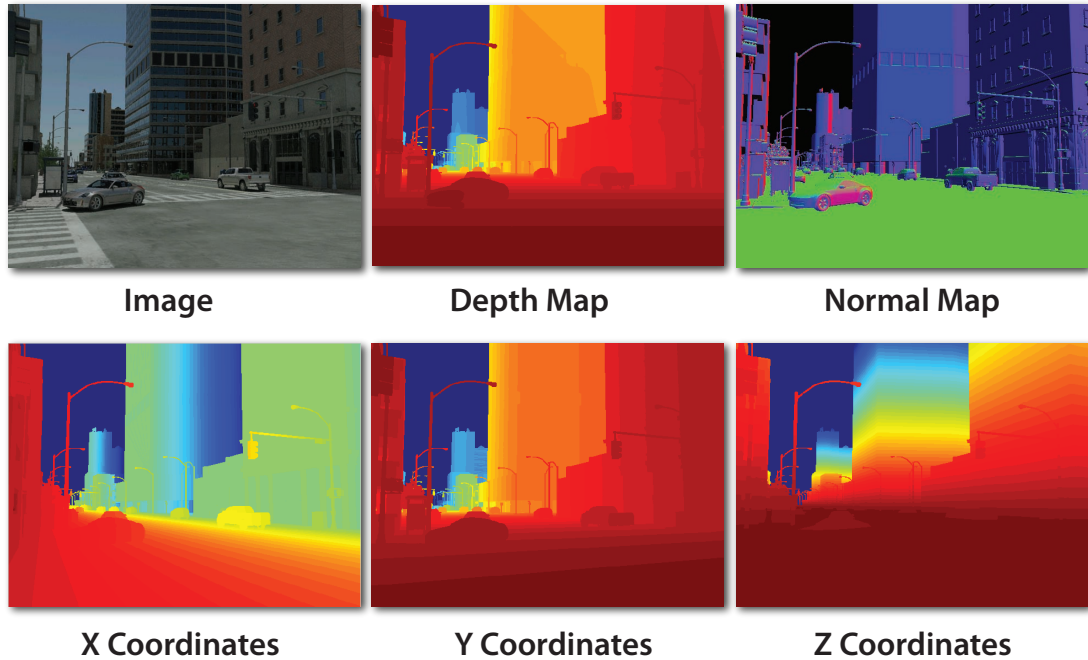 Image
Depth Map
Normal Map
X Coordinates
Y Coordinates
Z Coordinates